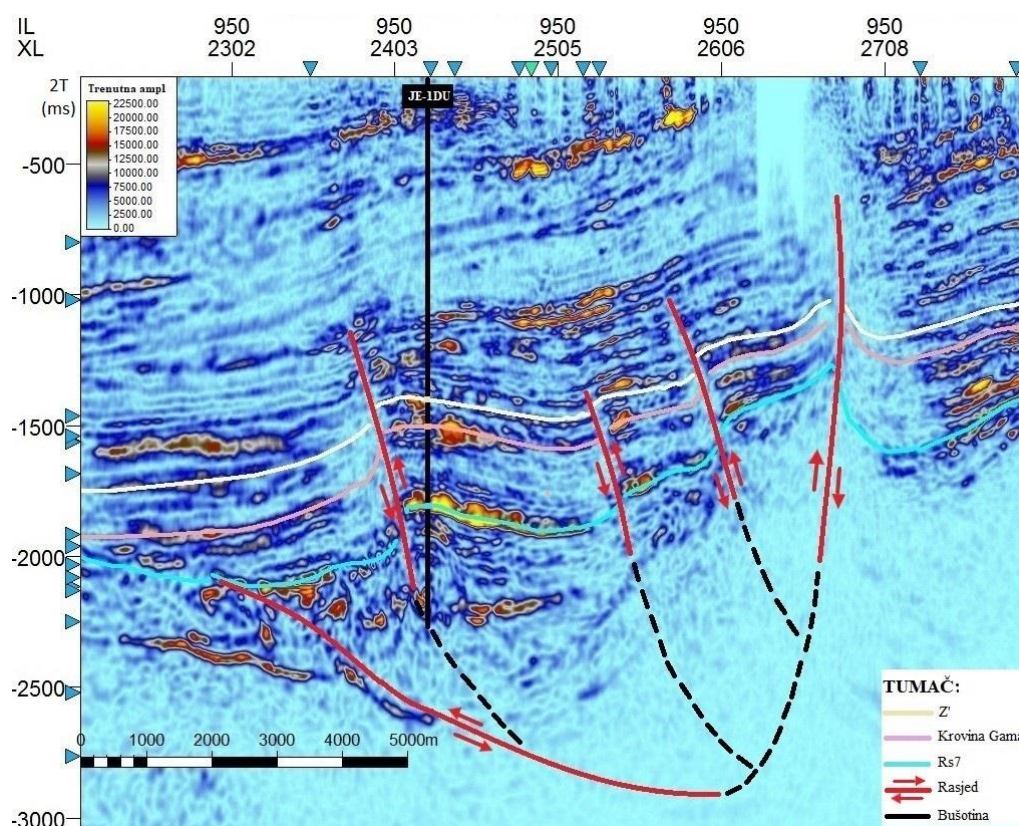 IL 950 950 950 950 950
XL 2302 2403 2505 2606 2708
2T
(ms)
Trenutna ampl
22500.00
20000.00
17500.00
15000.00
12500.00
10000.00
7500.00
5000.00
2500.00
0.00
JE-1DU
-500
-1000
-1500
-2000
-2500
0 1000 2000 3000 4000 5000m
-3000
TUMAČ:
Z'
Krovina Gama
Rs7
Rasjed
Bušotina